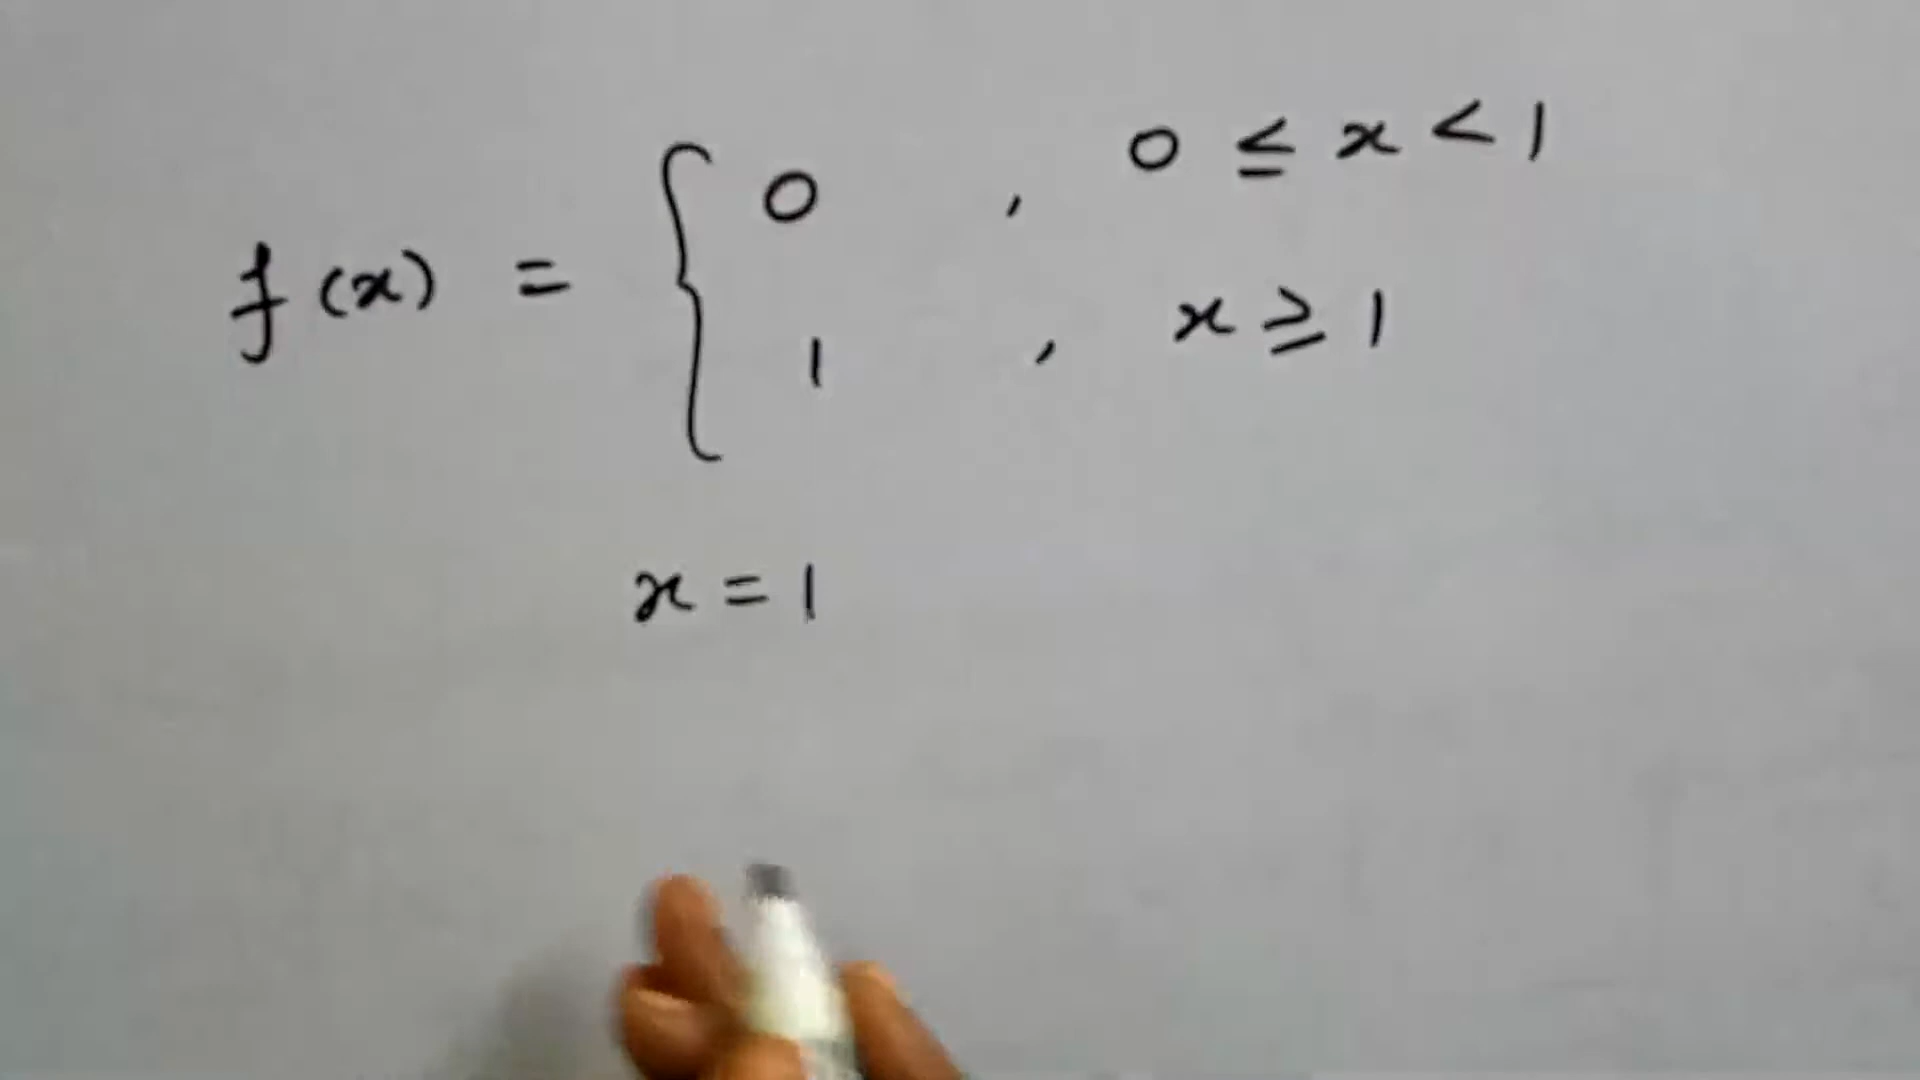 f(x) = { 0 , 0 ≤ x < 1
1 , x ≥ 1
x = 1